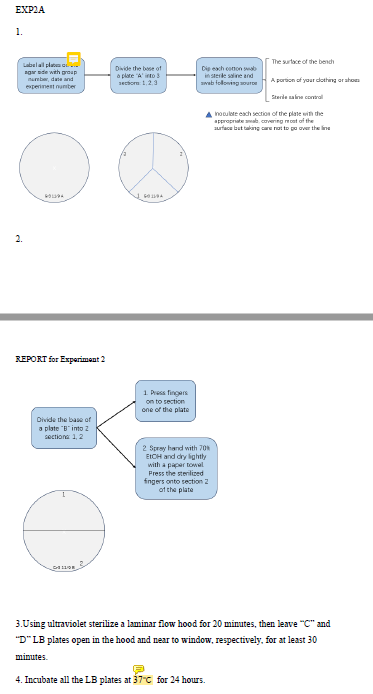 EXP2A
1.
Label all plates on
agar side with group
number, date and
experiment number
Divide the base of
a plate "A" into 3
sections: 1, 2, 3
Dip each cotton swab
in sterile saline and
swab following source
The surface of the bench
A portion of your clothing or shoes
Sterile saline control
Inoculate each section of the plate with the
appropriate swab, covering most of the
surface but taking care not to go over the line
2
1
2.
REPORT for Experiment 2
Divide the base of
a plate "B" into 2
sections: 1, 2
1. Press fingers
on to section
one of the plate
2. Spray hand with 70%
EtOH and dry lightly
with a paper towel.
Press the sterilized
fingers onto section 2
of the plate
1
2
3.Using ultraviolet sterilize a laminar flow hood for 20 minutes, then leave “C” and
“D” LB plates open in the hood and near to window, respectively, for at least 30
minutes.
4. Incubate all the LB plates at 37°C for 24 hours.